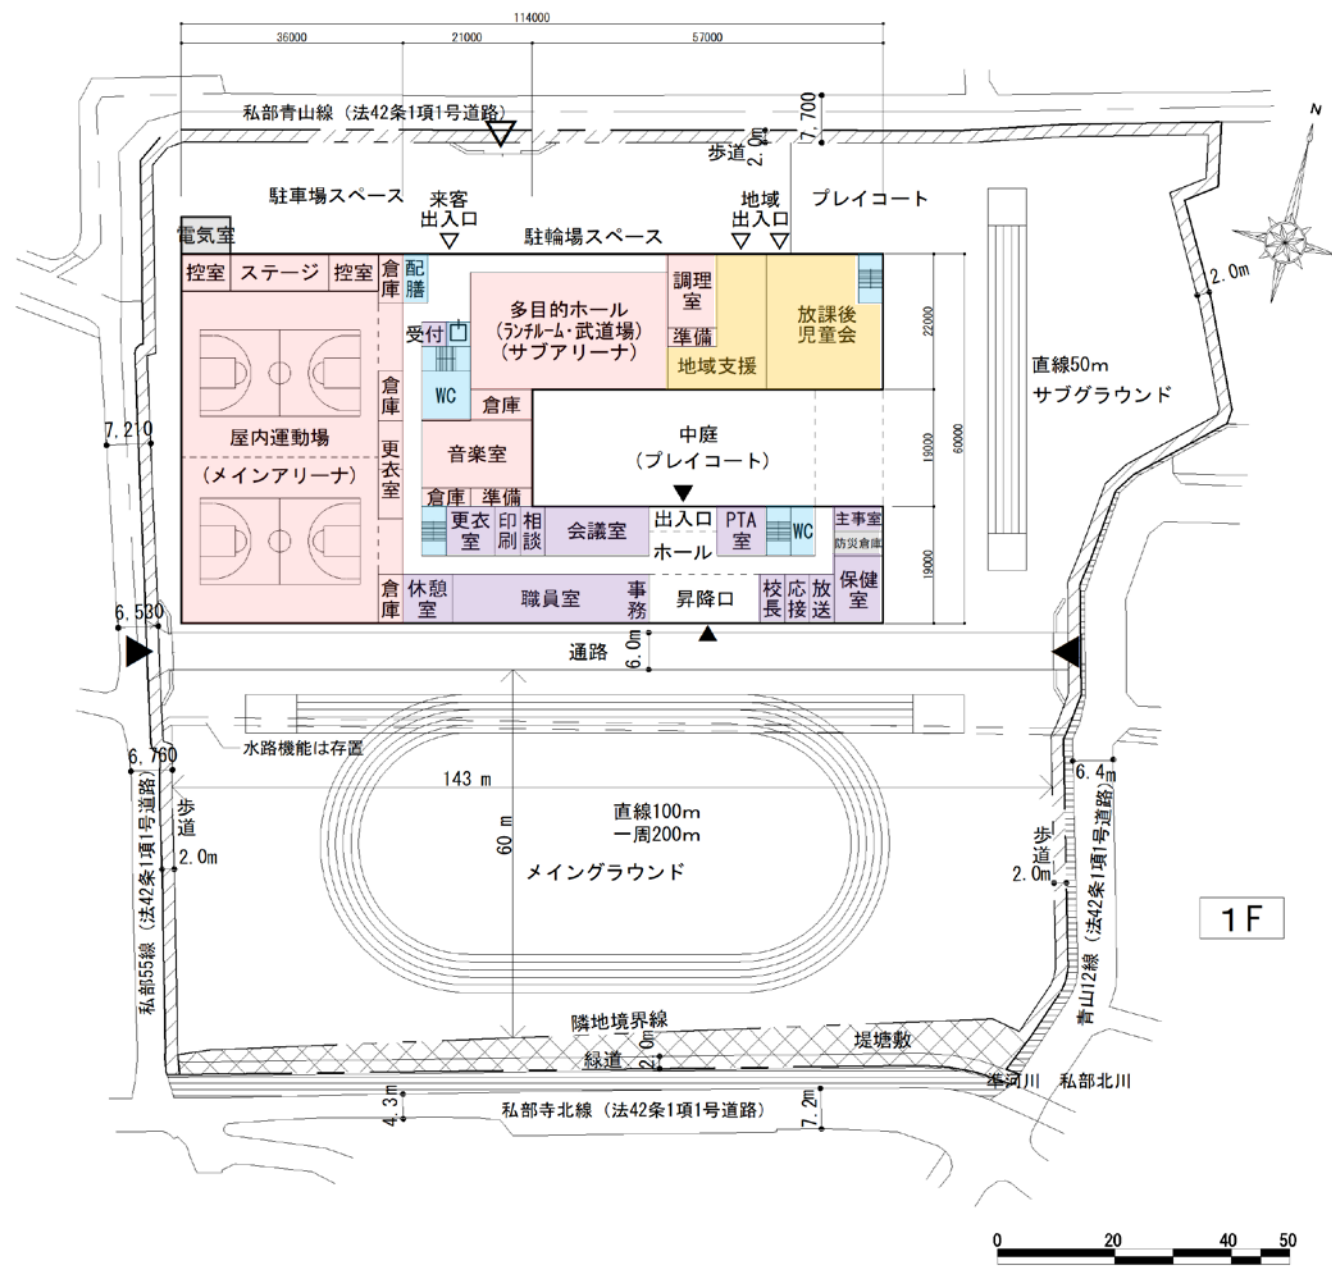 114000
36000
21000
57000
私部青山線（法42条1項1号道路）
7,700
歩道
2.0m
駐車場スペース
来客
出入口
駐輪場スペース
地域
出入口
プレイコート
N
電気室
控室
ステージ
控室
倉庫
配膳
多目的ホール
（ランチルーム・武道場）
（サブアリーナ）
調理室
準備
地域支援
放課後
児童会
22000
2.0m
受付
WC
倉庫
倉庫
直線50m
サブグラウンド
7,210
屋内運動場
（メインアリーナ）
更衣室
音楽室
倉庫
準備
中庭
（プレイコート）
19000
60000
更衣室
印刷
相談
会議室
出入口
ホール
PTA室
WC
主事室
防災倉庫
19000
倉庫
休憩室
職員室
事務
昇降口
校長
応接
放送
保健室
6,530
通路
6.0m
水路機能は存置
6,760
143 m
60 m
直線100m
一周200m
メイングラウンド
歩道
2.0m
歩道
2.0m
6.4m
私部55線（法42条1項1号道路）
青山12線（法42条1項1号道路）
1F
隣地境界線
堤塘敷
緑道
2.0m
準河川　私部北川
4.3m
私部寺北線（法42条1項1号道路）
7.2m
0
20
40
50